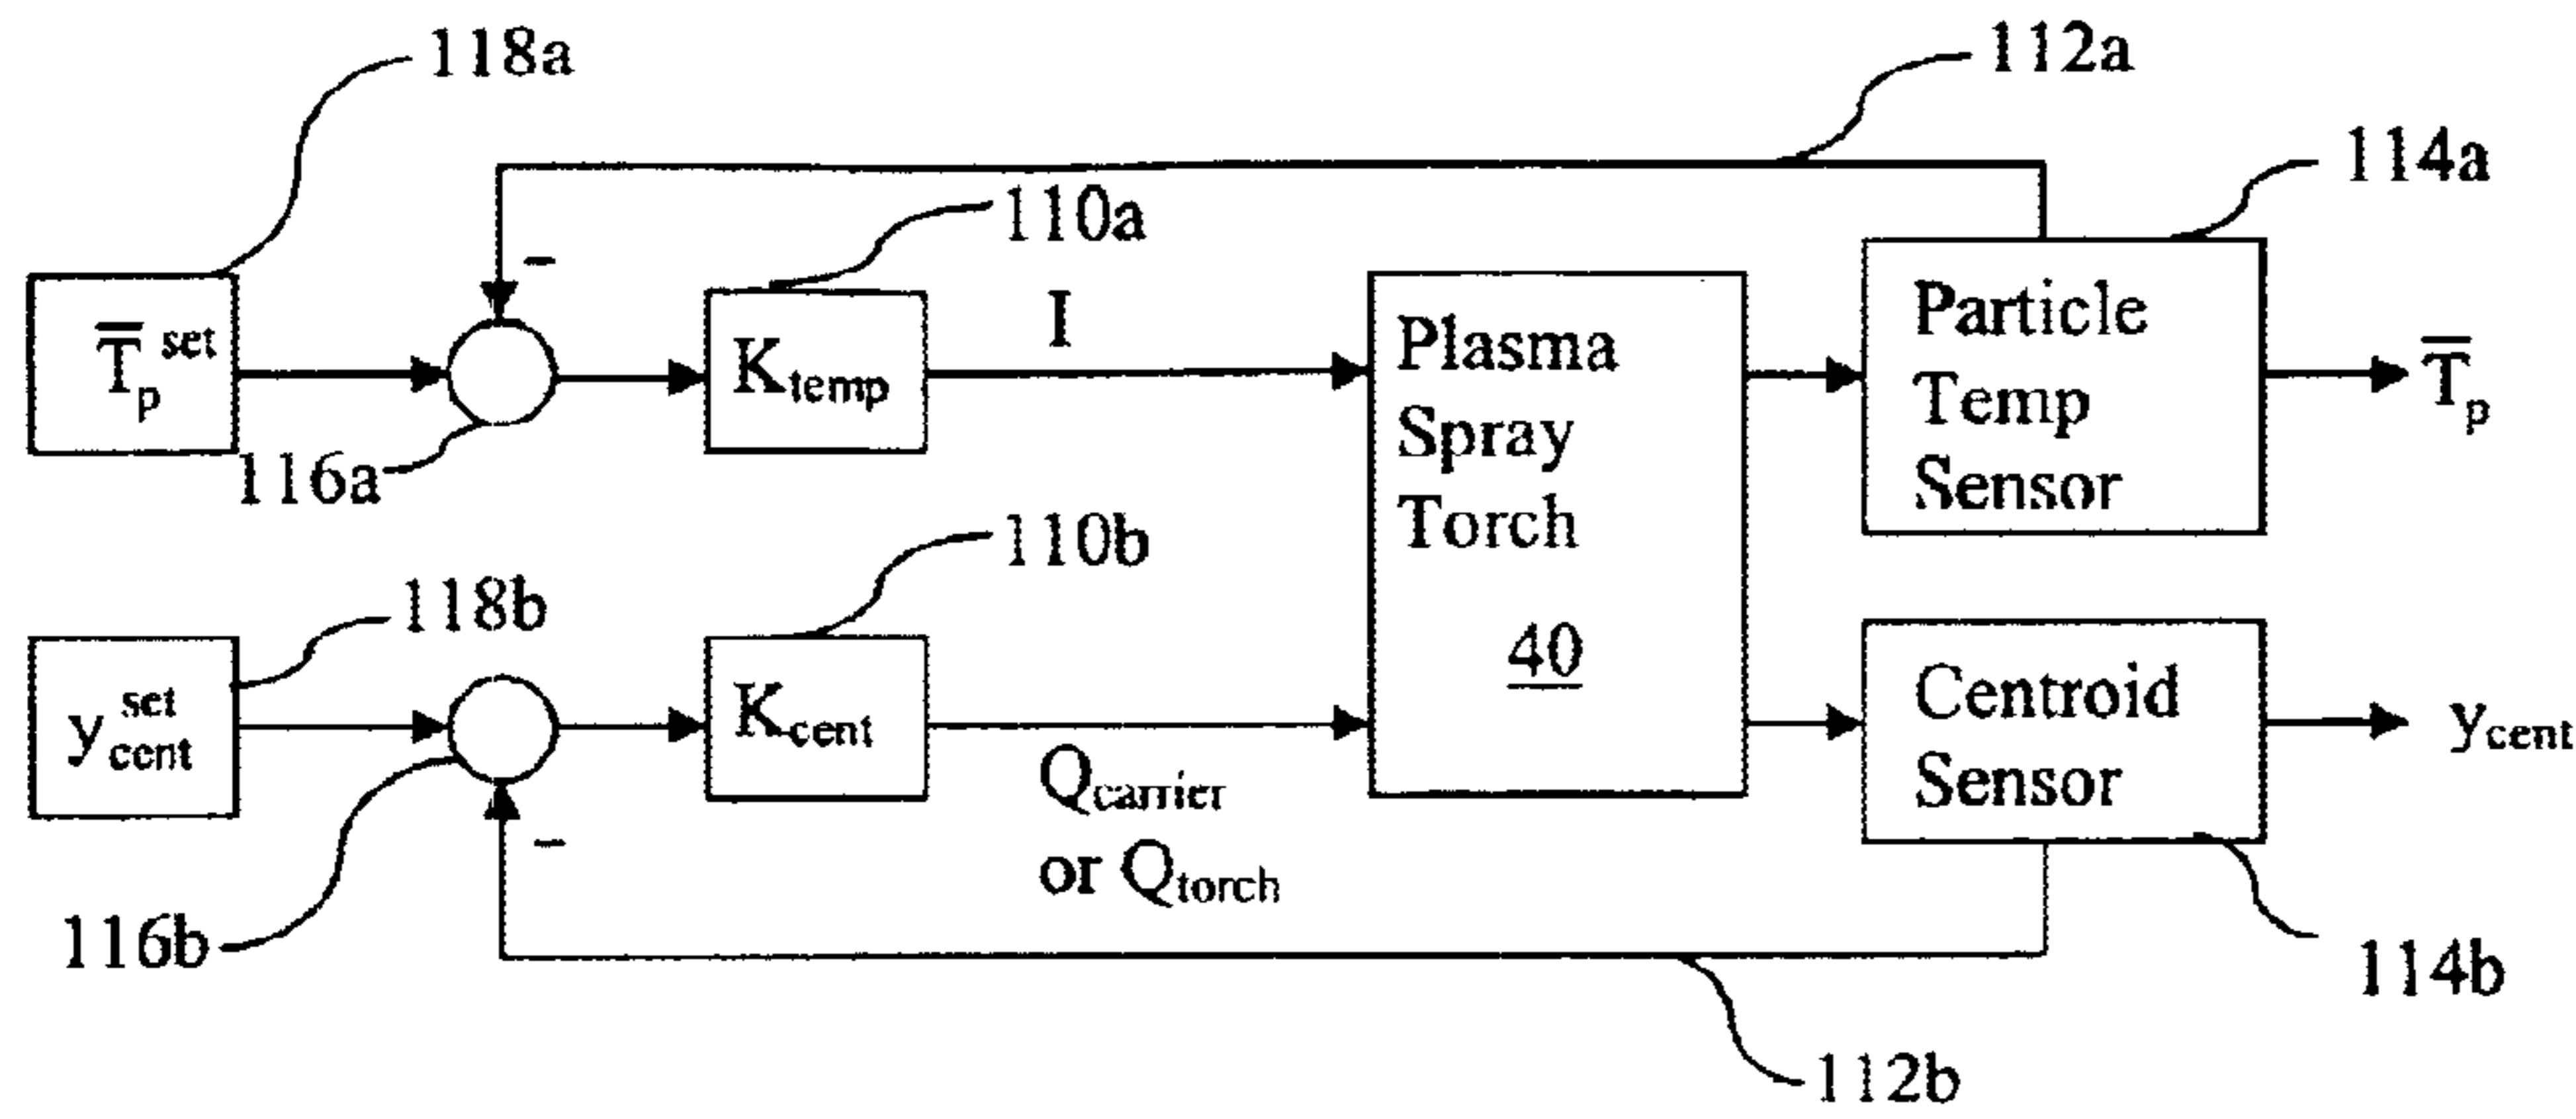 118a
112a
114a
110a
T̅p set
116a
-
Ktemp
I
Plasma
Spray
Torch
40
Particle
Temp
Sensor
T̅p
118b
110b
ycent set
116b
-
Kcent
Qcarrier
or Qtorch
Centroid
Sensor
ycent
114b
112b